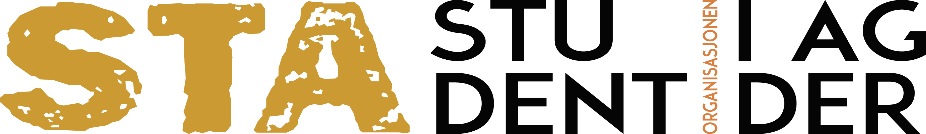 STA
STU
DENT
ORGANISASJONEN
I AG
DER